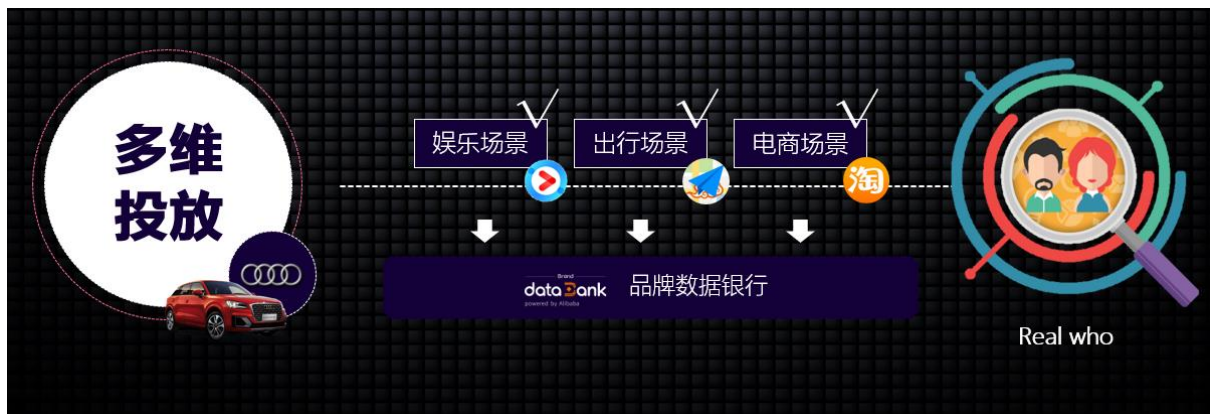 多维
投放
娱乐场景
出行场景
电商场景
淘
Brand
dataBank
powered by Alibaba
品牌数据银行
Real who